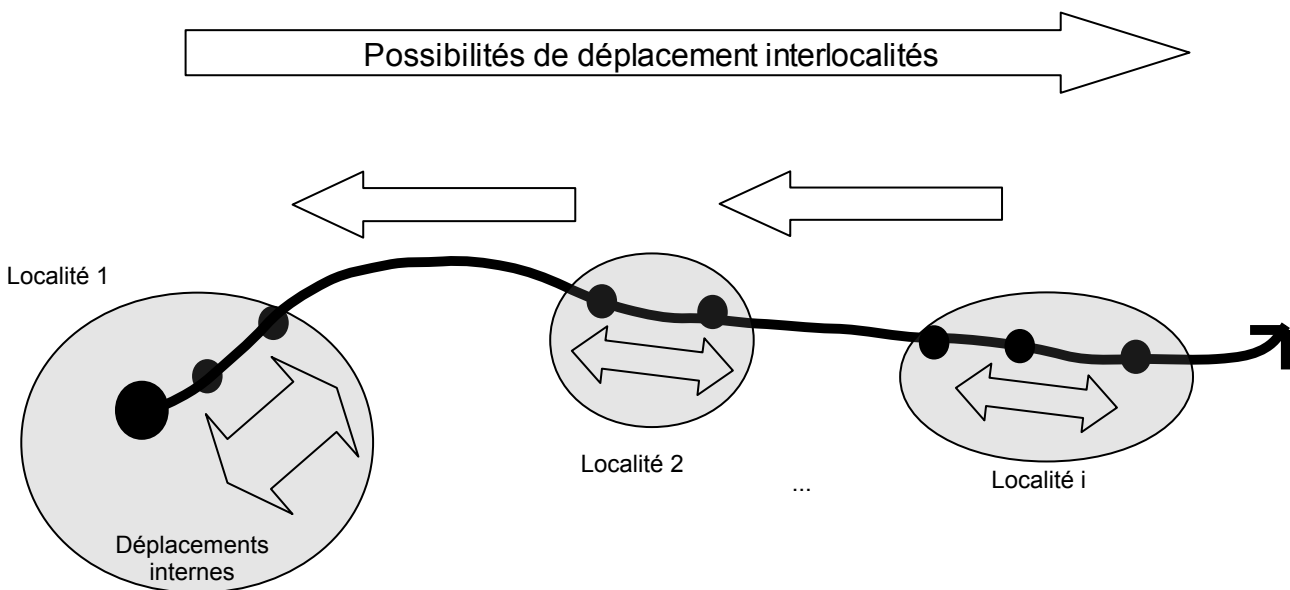 Possibilités de déplacement interlocalités
Localité 1
Localité 2
...
Localité i
Déplacements
internes